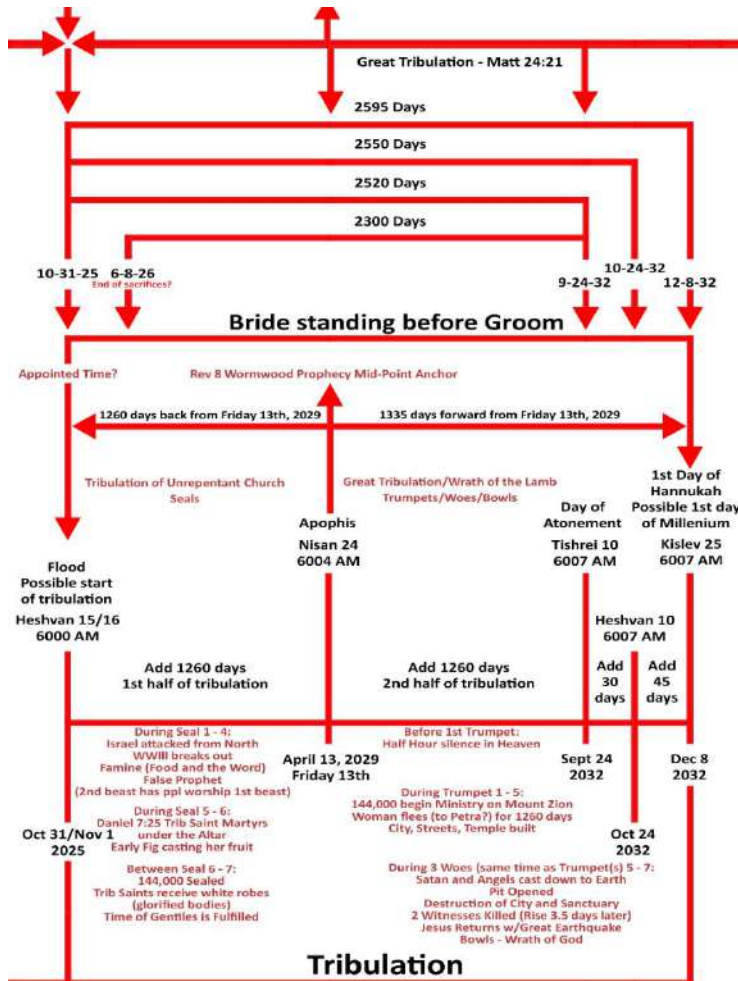 Great Tribulation - Matt 24:21
2595 Days
2550 Days
2520 Days
2300 Days
10-31-25
6-8-26
End of sacrifices?
9-24-32
10-24-32
12-8-32
Bride standing before Groom
Appointed Time?
Rev 8 Wormwood Prophecy Mid-Point Anchor
1260 days back from Friday 13th, 2029
1335 days forward from Friday 13th, 2029
Tribulation of Unrepentant Church
Seals
Great Tribulation/Wrath of the Lamb
Trumpets/Woes/Bowls
1st Day of
Hannukah
Possible 1st day
of Millenium
Kislev 25
6007 AM
Apophis
Nisan 24
6004 AM
Day of
Atonement
Tishrei 10
6007 AM
Flood
Possible start
of tribulation
Heshvan 15/16
6000 AM
Heshvan 10
6007 AM
Add 1260 days
1st half of tribulation
Add 1260 days
2nd half of tribulation
Add
30
days
Add
45
days
During Seal 1 - 4:
Israel attacked from North
WWIII breaks out
Famine (Food and the Word)
False Prophet
(2nd beast has ppl worship 1st beast)
During Seal 5 - 6:
Daniel 7:25 Trib Saint Martyrs
under the Altar
Early Fig casting her fruit
Between Seal 6 - 7:
144,000 Sealed
Trib Saints receive white robes
(glorified bodies)
Time of Gentiles is Fulfilled
Oct 31/Nov 1
2025
April 13, 2029
Friday 13th
Before 1st Trumpet:
Half Hour silence in Heaven
During Trumpet 1 - 5:
144,000 begin Ministry on Mount Zion
Woman flees (to Petra?) for 1260 days
City, Streets, Temple built
During 3 Woes (same time as Trumpet(s) 5 - 7:
Satan and Angels cast down to Earth
Pit Opened
Destruction of City and Sanctuary
2 Witnesses Killed (Rise 3.5 days later)
Jesus Returns w/Great Earthquake
Bowls - Wrath of God
Sept 24
2032
Oct 24
2032
Dec 8
2032
Tribulation